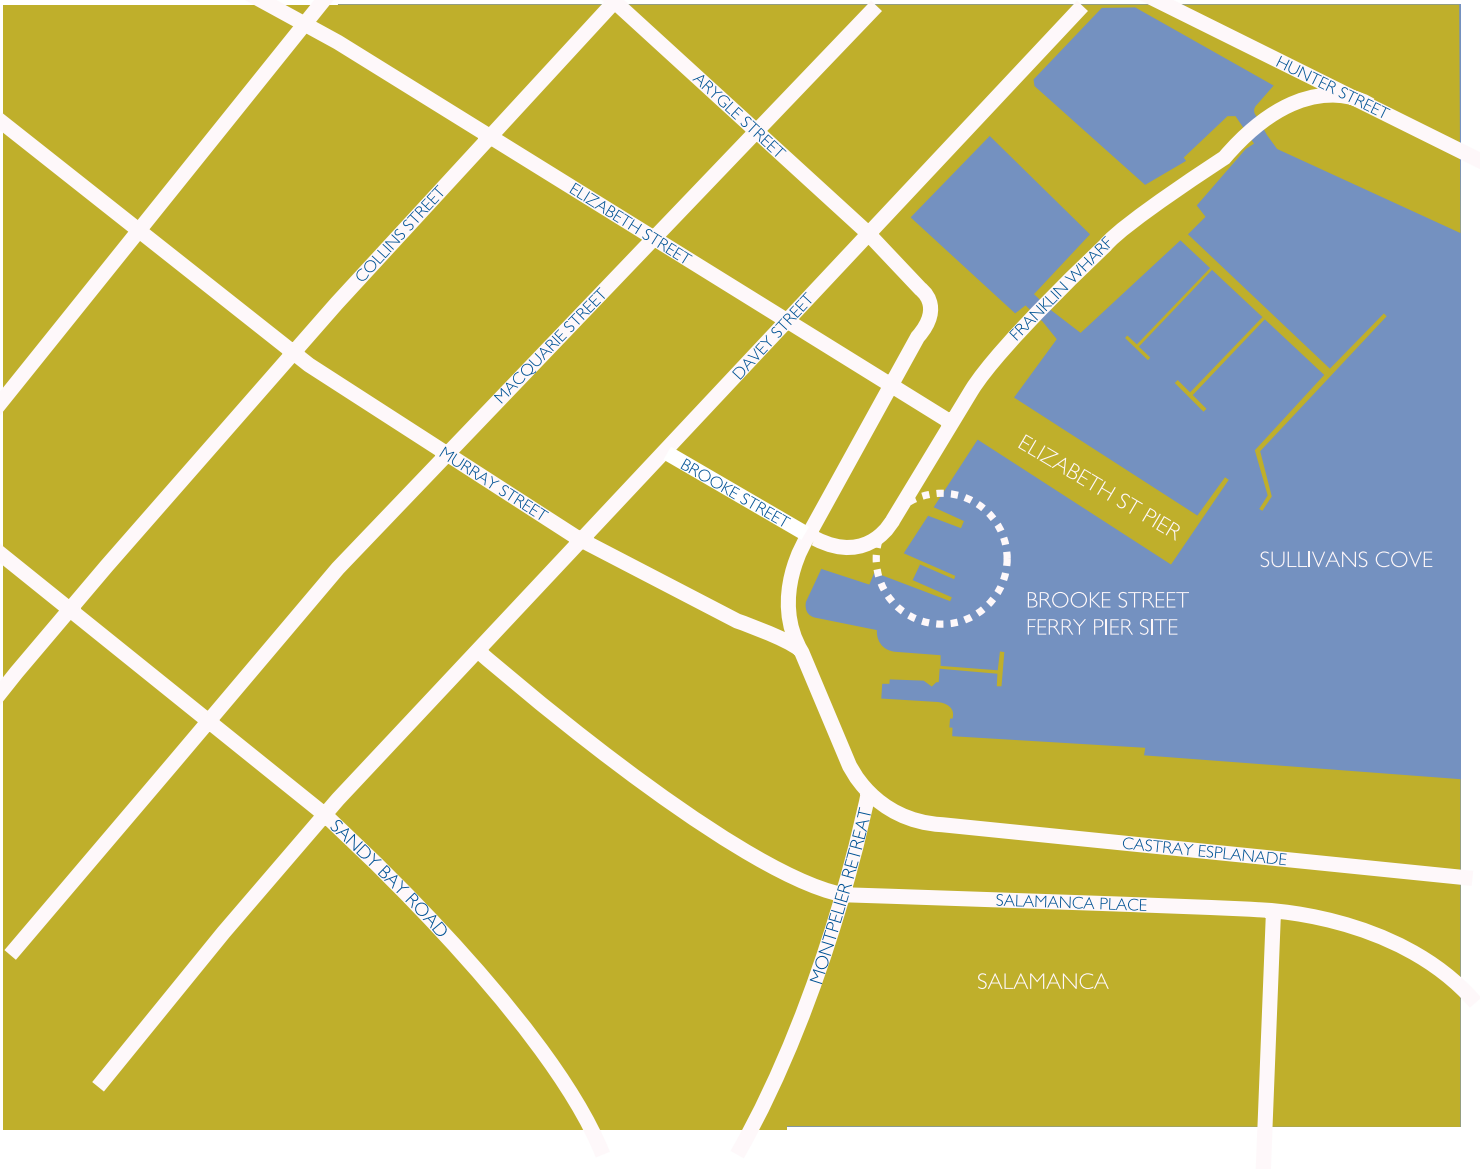 HUNTER STREET
ARYGLE STREET
ELIZABETH STREET
COLLINS STREET
FRANKLIN WHARF
MACQUARIE STREET
DAVEY STREET
MURRAY STREET
BROOKE STREET
ELIZABETH ST PIER
SULLIVANS COVE
BROOKE STREET
FERRY PIER SITE
SANDY BAY ROAD
MONTPELIER RETREAT
CASTRAY ESPLANADE
SALAMANCA PLACE
SALAMANCA